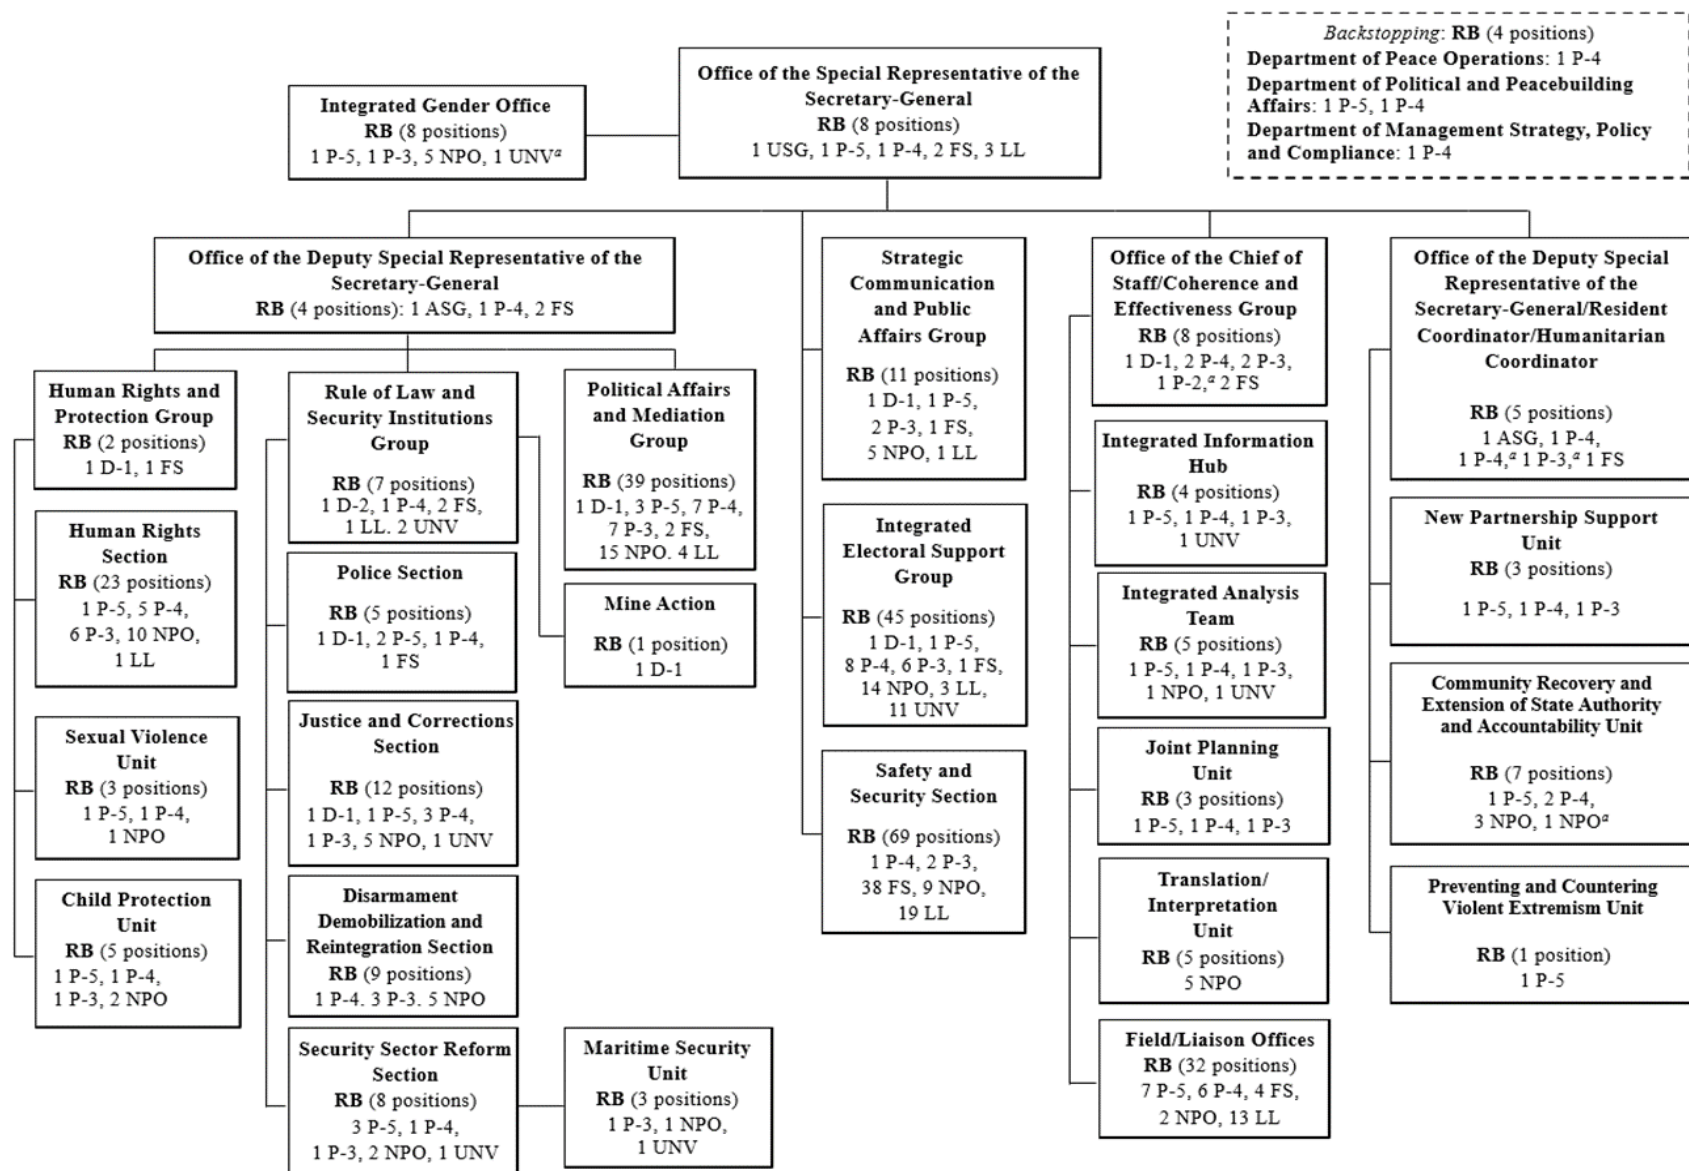 Backstopping: RB (4 positions)
Department of Peace Operations: 1 P-4
Department of Political and Peacebuilding
Affairs: 1 P-5, 1 P-4
Department of Management Strategy, Policy
and Compliance: 1 P-4
Office of the Special Representative of the
Secretary-General
RB (8 positions)
1 USG, 1 P-5, 1 P-4, 2 FS, 3 LL
Integrated Gender Office
RB (8 positions)
1 P-5, 1 P-3, 5 NPO, 1 UNVᵃ
Office of the Deputy Special Representative of the
Secretary-General
RB (4 positions): 1 ASG, 1 P-4, 2 FS
Human Rights and
Protection Group
RB (2 positions)
1 D-1, 1 FS
Human Rights
Section
RB (23 positions)
1 P-5, 5 P-4,
6 P-3, 10 NPO,
1 LL
Sexual Violence
Unit
RB (3 positions)
1 P-5, 1 P-4,
1 NPO
Child Protection
Unit
RB (5 positions)
1 P-5, 1 P-4,
1 P-3, 2 NPO
Rule of Law and
Security Institutions
Group
RB (7 positions)
1 D-2, 1 P-4, 2 FS,
1 LL. 2 UNV
Police Section
RB (5 positions)
1 D-1, 2 P-5, 1 P-4,
1 FS
Justice and Corrections
Section
RB (12 positions)
1 D-1, 1 P-5, 3 P-4,
1 P-3, 5 NPO, 1 UNV
Disarmament
Demobilization and
Reintegration Section
RB (9 positions)
1 P-4. 3 P-3. 5 NPO
Security Sector Reform
Section
RB (8 positions)
3 P-5, 1 P-4,
1 P-3, 2 NPO, 1 UNV
Political Affairs
and Mediation
Group
RB (39 positions)
1 D-1, 3 P-5, 7 P-4,
7 P-3, 2 FS,
15 NPO. 4 LL
Mine Action
RB (1 position)
1 D-1
Maritime Security
Unit
RB (3 positions)
1 P-3, 1 NPO,
1 UNV
Strategic
Communication
and Public
Affairs Group
RB (11 positions)
1 D-1, 1 P-5,
2 P-3, 1 FS,
5 NPO, 1 LL
Integrated
Electoral Support
Group
RB (45 positions)
1 D-1, 1 P-5,
8 P-4, 6 P-3, 1 FS,
14 NPO, 3 LL,
11 UNV
Safety and
Security Section
RB (69 positions)
1 P-4, 2 P-3,
38 FS, 9 NPO,
19 LL
Office of the Chief of
Staff/Coherence and
Effectiveness Group
RB (8 positions)
1 D-1, 2 P-4, 2 P-3,
1 P-2,ᵃ 2 FS
Integrated Information
Hub
RB (4 positions)
1 P-5, 1 P-4, 1 P-3,
1 UNV
Integrated Analysis
Team
RB (5 positions)
1 P-5, 1 P-4, 1 P-3,
1 NPO, 1 UNV
Joint Planning
Unit
RB (3 positions)
1 P-5, 1 P-4, 1 P-3
Translation/
Interpretation
Unit
RB (5 positions)
5 NPO
Field/Liaison Offices
RB (32 positions)
7 P-5, 6 P-4, 4 FS,
2 NPO, 13 LL
Office of the Deputy Special
Representative of the
Secretary-General/Resident
Coordinator/Humanitarian
Coordinator
RB (5 positions)
1 ASG, 1 P-4,
1 P-4,ᵃ 1 P-3,ᵃ 1 FS
New Partnership Support
Unit
RB (3 positions)
1 P-5, 1 P-4, 1 P-3
Community Recovery and
Extension of State Authority
and Accountability Unit
RB (7 positions)
1 P-5, 2 P-4,
3 NPO, 1 NPOᵃ
Preventing and Countering
Violent Extremism Unit
RB (1 position)
1 P-5